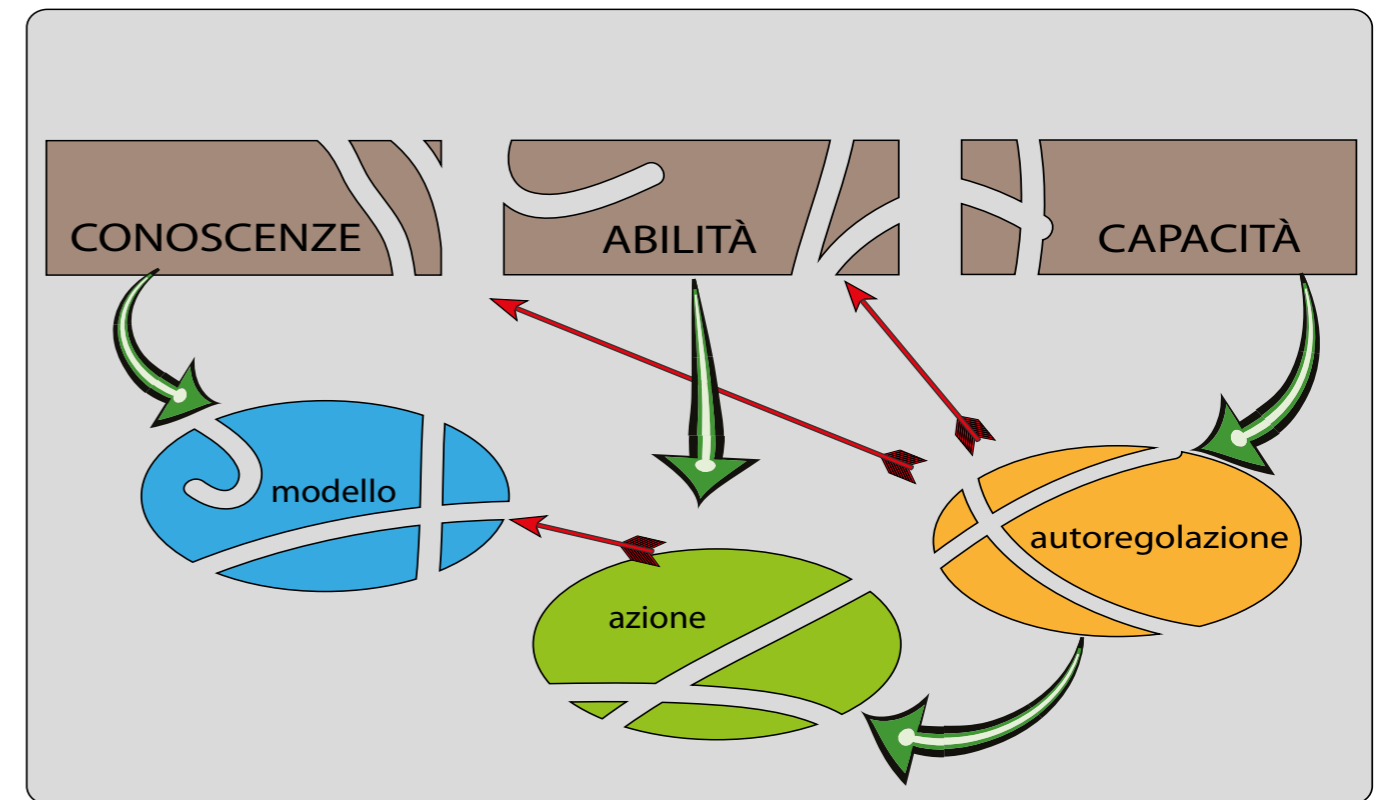 CONOSCENZE
ABILITÀ
CAPACITÀ
modello
autoregolazione
azione